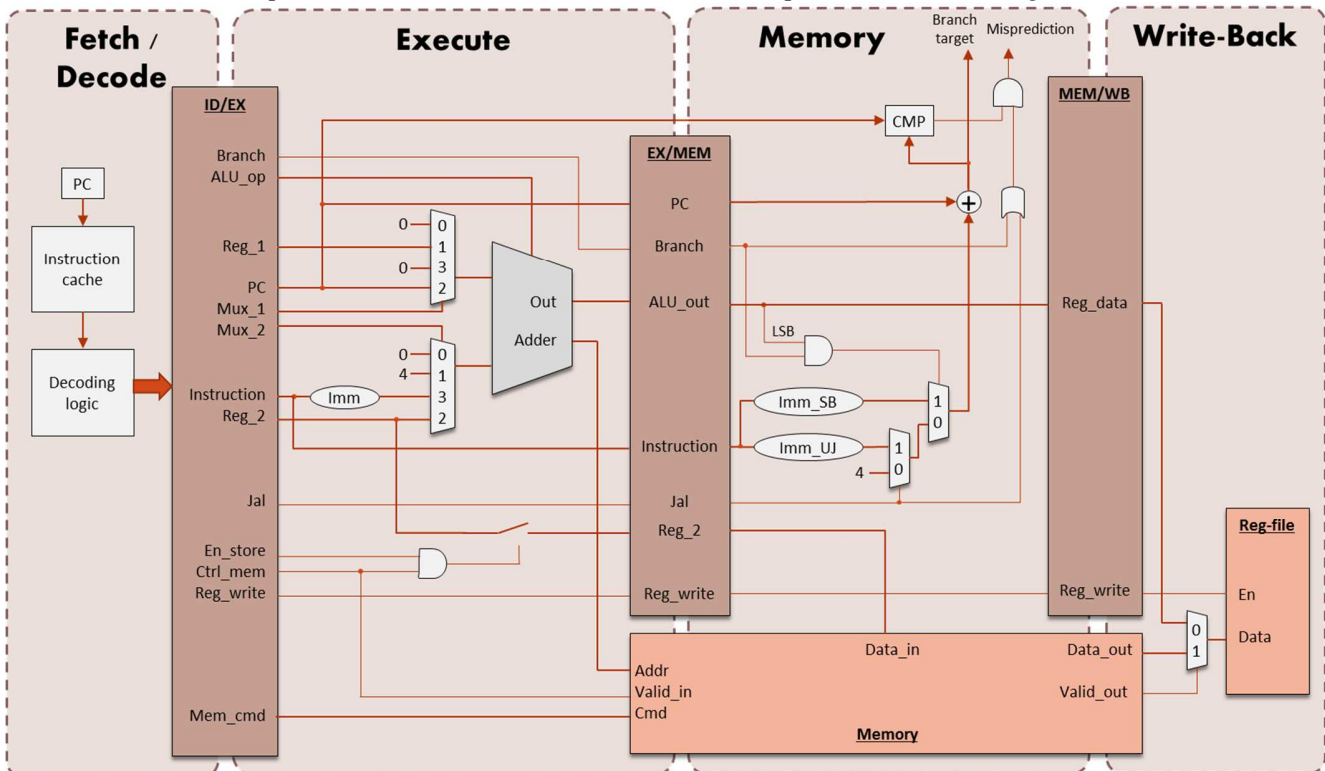 Fetch /
Decode
Execute
Memory
Write-Back
Branch
target
Misprediction
PC
Instruction
cache
Decoding
logic
ID/EX
Branch
ALU_op
Reg_1
PC
Mux_1
Mux_2
Instruction
Reg_2
Jal
En_store
Ctrl_mem
Reg_write
Mem_cmd
0
0
0
1
3
2
0
4
0
1
3
2
Imm
Out
Adder
EX/MEM
PC
Branch
ALU_out
Instruction
Jal
Reg_2
Reg_write
CMP
+
LSB
Imm_SB
Imm_UJ
4
1
0
1
0
MEM/WB
Reg_data
Reg_write
Addr
Valid_in
Cmd
Data_in
Data_out
Valid_out
Memory
0
1
Reg-file
En
Data